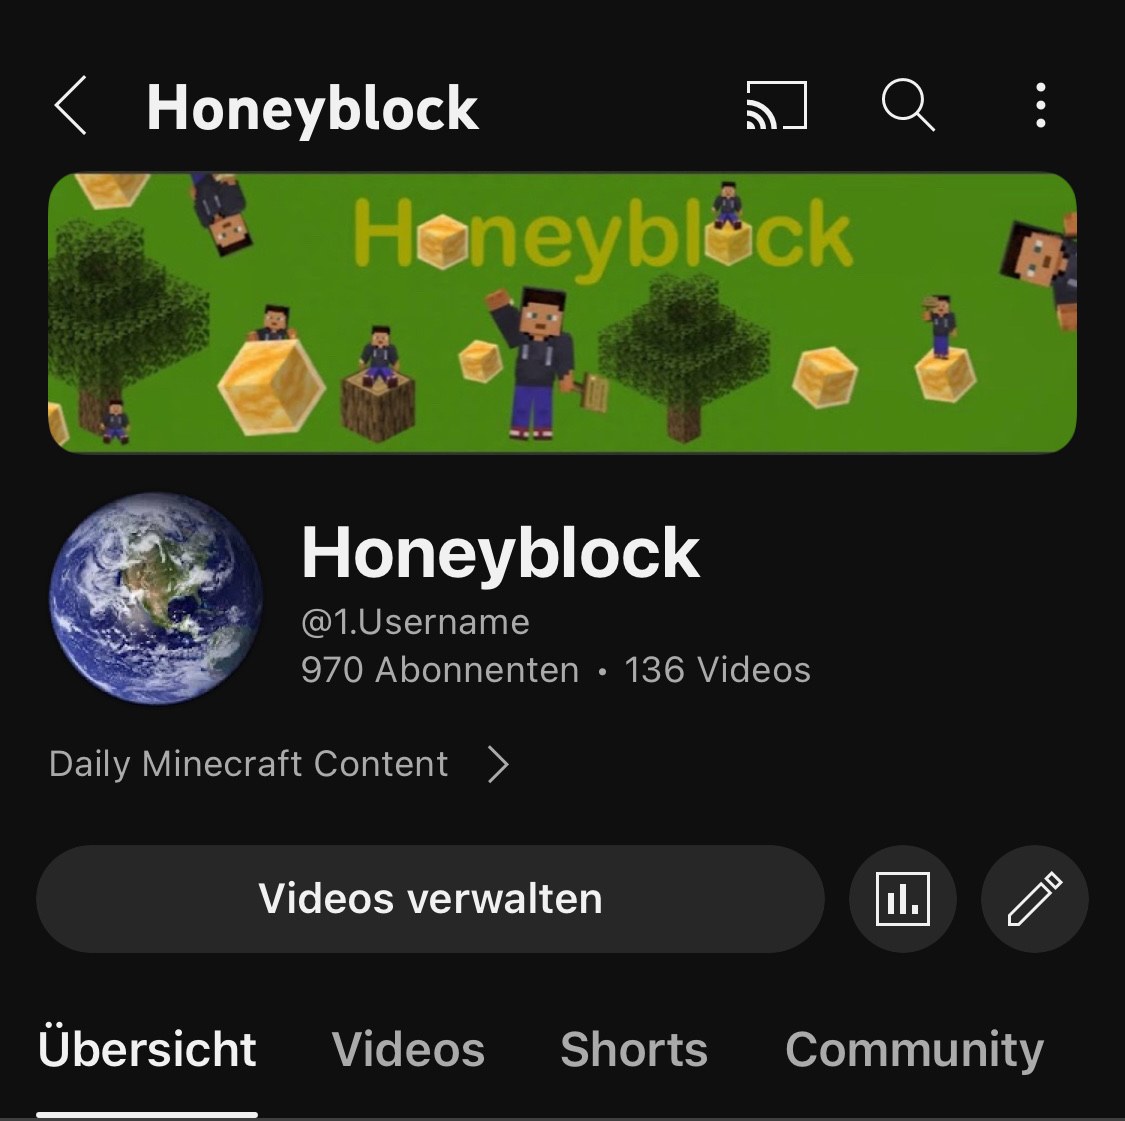 Honeyblock
Honeyblock
Honeyblock
@1.Username
970 Abonnenten • 136 Videos
Daily Minecraft Content
Videos verwalten
Übersicht Videos Shorts Community